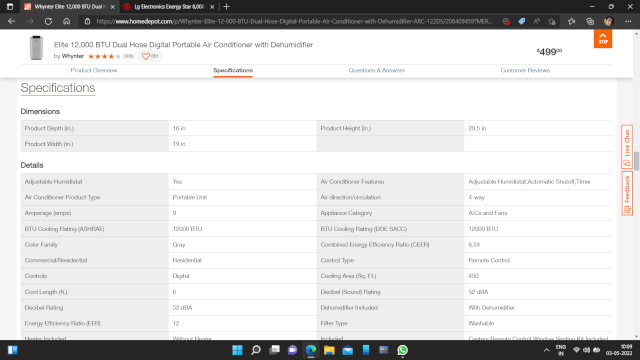 Whynter Elite 12,000 BTU Dual H
Lg Electronics Energy Star 8,000
https://www.homedepot.com/p/Whynter-Elite-12-000-BTU-Dual-Hose-Digital-Portable-Air-Conditioner-with-Dehumidifier-ARC-122DS/206409459?MER...
Elite 12,000 BTU Dual Hose Digital Portable Air Conditioner with Dehumidifier
by Whynter
$499
TOP
Product Overview
Specifications
Questions & Answers
Customer Reviews
Specifications
Dimensions
Product Depth (in.) 16 in Product Height (in.) 29.5 in
Product Width (in.) 19 in
Details
Adjustable Humidistat Yes Air Conditioner Features Adjustable Humidistat,Automatic Shutoff,Timer
Air Conditioner Product Type Portable Unit Air direction/circulation 4-way
Amperage (amps) 9 Appliance Category A/Cs and Fans
BTU Cooling Rating (ASHRAE) 12000 BTU BTU Cooling Rating (DOE SACC) 12000 BTU
Color Family Gray Combined Energy Efficiency Ratio (CEER) 5.24
Commercial/Residential Residential Control Type Remote Control
Controls Digital Cooling Area (Sq. Ft.) 450
Cord Length (ft.) 6 Decibel (Sound) Rating 52 dBA
Decibel Rating 52 dBA Dehumidifier Included With Dehumidifier
Energy Efficiency Ratio (EER) 12 Filter Type Washable
Heater Included Without Heater Included Casters,Remote Control,Window Venting Kit Included
Live Chat
Feedback
ENG
IN
10:09
03-05-2022